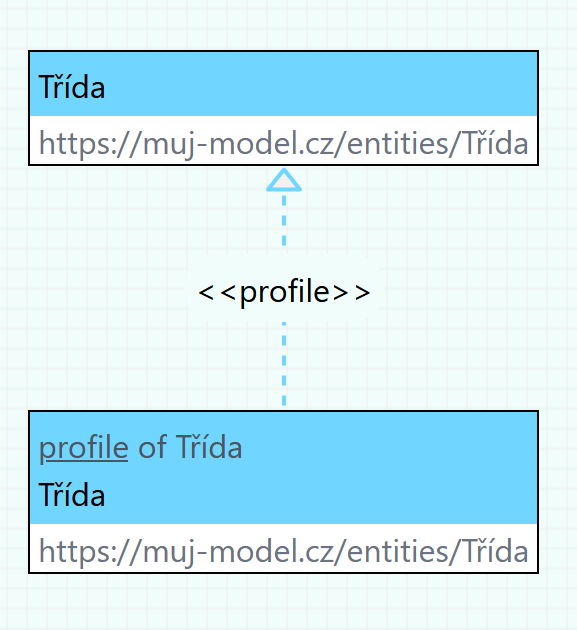 Třída
https://muj-model.cz/entities/Třída
<<profile>>
profile of Třída
Třída
https://muj-model.cz/entities/Třída